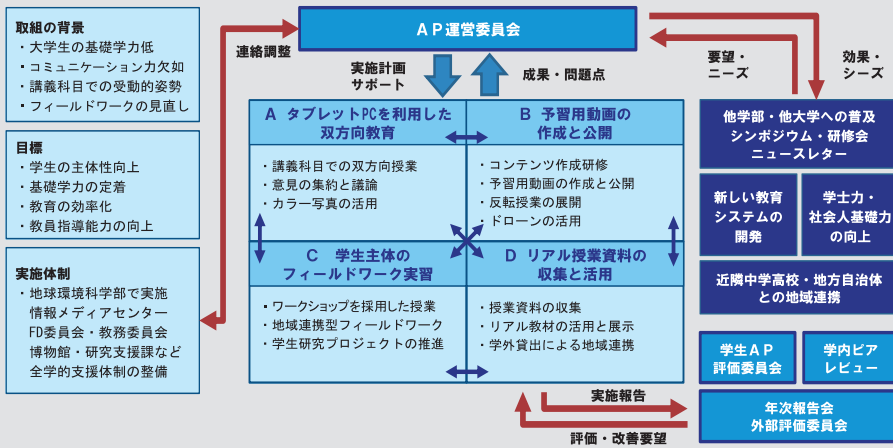 取組の背景
・大学生の基礎学力低
・コミュニケーション力欠如
・講義科目での受動的姿勢
・フィールドワークの見直し
目標
・学生の主体性向上
・基礎学力の定着
・教育の効率化
・教員指導能力の向上
実施体制
・地球環境科学部で実施
情報メディアセンター
FD委員会・教務委員会
博物館・研究支援課など
全学的支援体制の整備
AP運営委員会
連絡調整
実施計画
サポート
成果・問題点
要望・
ニーズ
効果・
シーズ
A タブレットPCを利用した
双方向教育
・講義科目での双方向授業
・意見の集約と議論
・カラー写真の活用
B 予習用動画の
作成と公開
・コンテンツ作成研修
・予習用動画の作成と公開
・反転授業の展開
・ドローンの活用
C 学生主体の
フィールドワーク実習
・ワークショップを採用した授業
・地域連携型フィールドワーク
・学生研究プロジェクトの推進
D リアル授業資料の
収集と活用
・授業資料の収集
・リアル教材の活用と展示
・学外貸出による地域連携
他学部・他大学への普及
シンポジウム・研修会
ニュースレター
新しい教育
システムの
開発
学士力・
社会人基礎力
の向上
近隣中学高校・地方自治体
との地域連携
学生AP
評価委員会
学内ピア
レビュー
実施報告
評価・改善要望
年次報告会
外部評価委員会